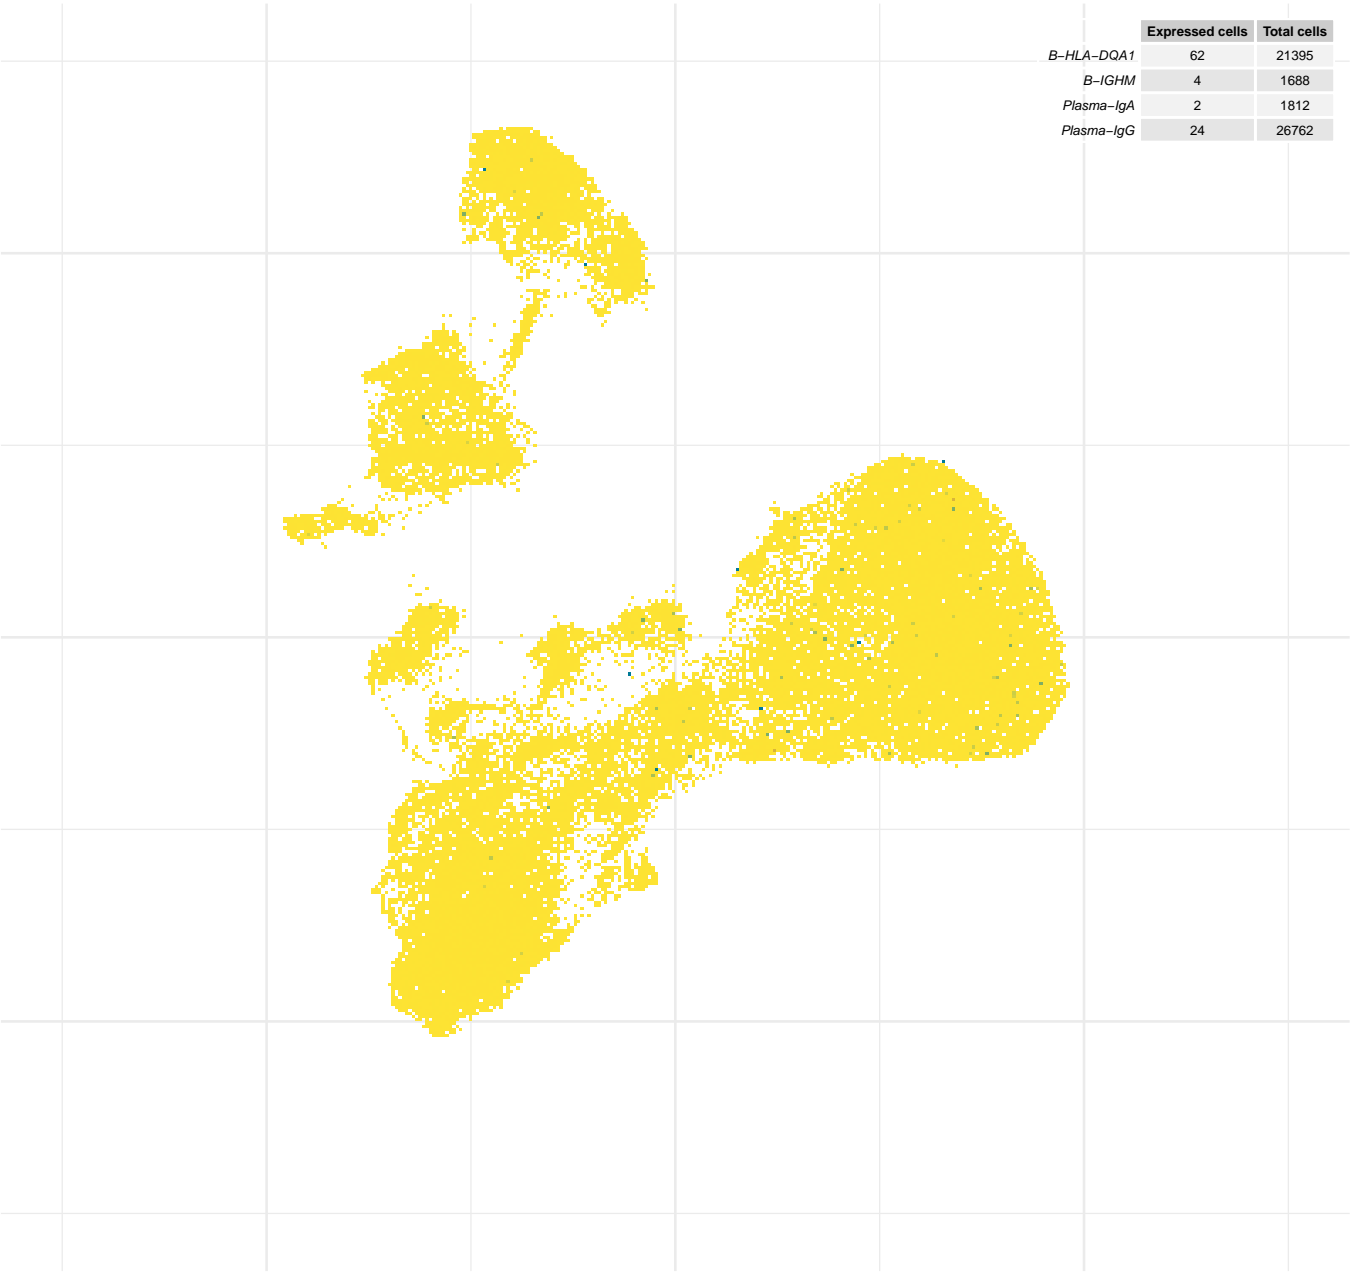 Expressed cells Total cells
B−HLA−DQA1 62 21395
B−IGHM 4 1688
Plasma−IgA 2 1812
Plasma−IgG 24 26762